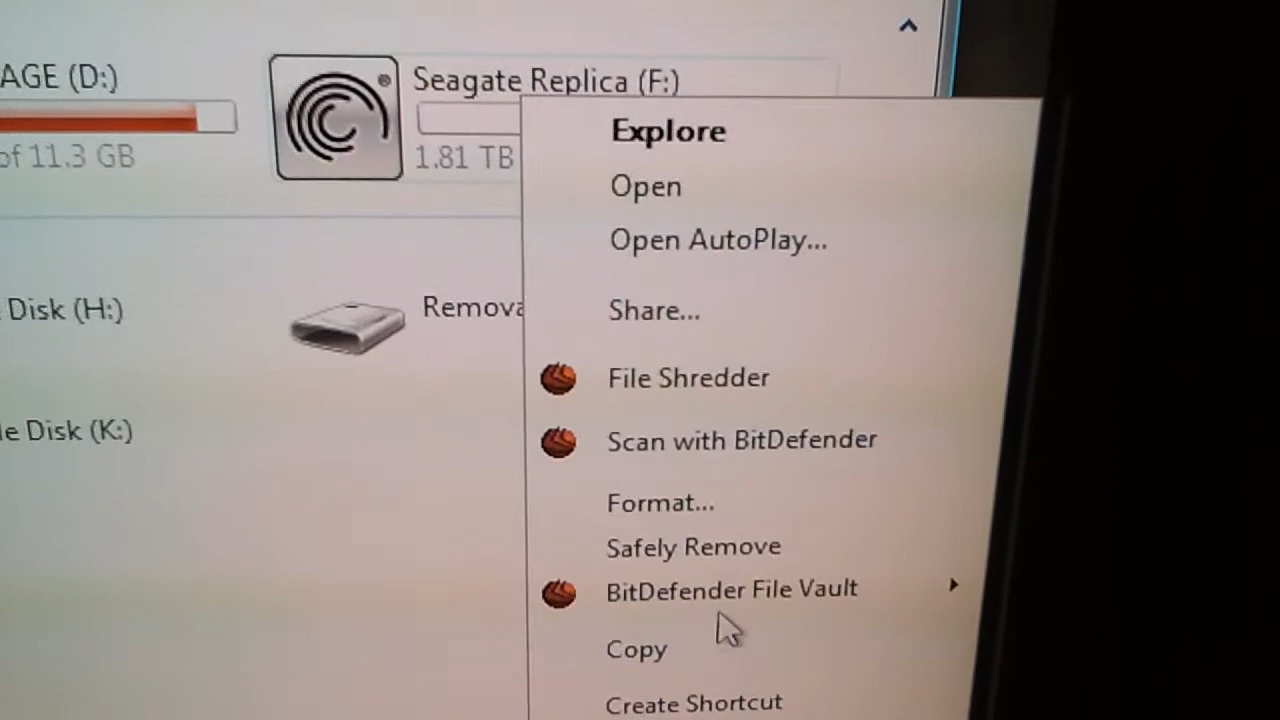 AGE (D:)
Seagate Replica (F:)
of 11.3 GB
1.81 TB
Explore
Open
Open AutoPlay...
Share...
Disk (H:)
Remova
File Shredder
e Disk (K:)
Scan with BitDefender
Format...
Safely Remove
BitDefender File Vault
Copy
Create Shortcut